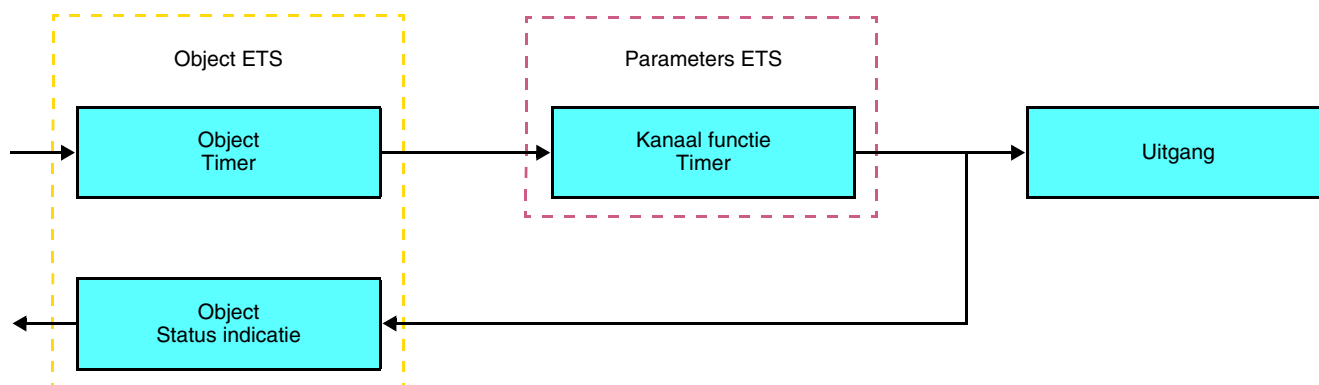 Object ETS
Parameters ETS
Object
Timer
Kanaal functie
Timer
Uitgang
Object
Status indicatie